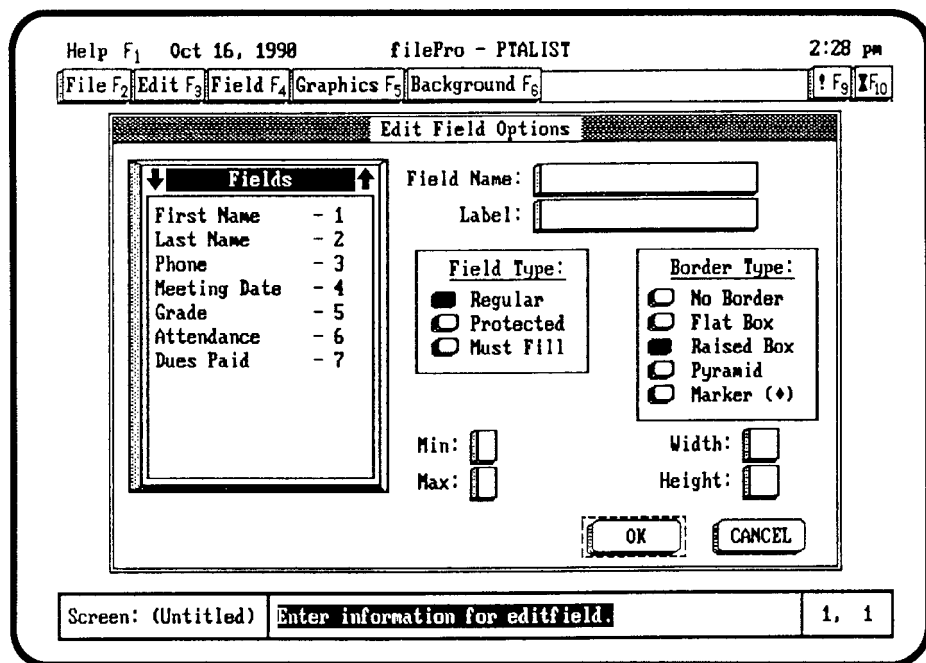 Help F1 Oct 16, 1990 filePro - PTALIST 2:28 pm
File F2 Edit F3 Field F4 Graphics F5 Background F6 ! F9 F10
Edit Field Options
Fields
First Name - 1
Last Name - 2
Phone - 3
Meeting Date - 4
Grade - 5
Attendance - 6
Dues Paid - 7
Field Name:
Label:
Field Type:
Regular
Protected
Must Fill
Border Type:
No Border
Flat Box
Raised Box
Pyramid
Marker (♦)
Min:
Max:
Width:
Height:
OK CANCEL
Screen: (Untitled) Enter information for editfield. 1, 1